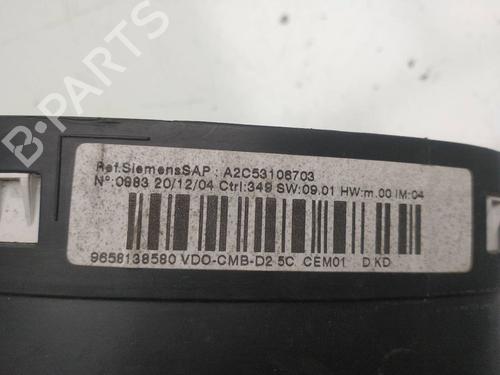 B-PARTS
Ref.SiemensSAP : A2C53106703
N°:0983 20/12/04 Ctrl:349 SW:09.01 HW:m.00 IM:04
9658138580 VDO-CMB-D2 5C CEM01 D.KD